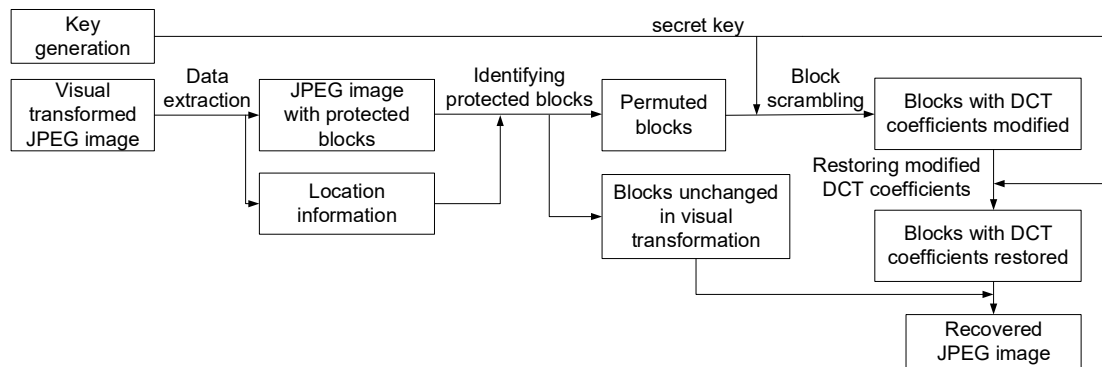 Key
generation
secret key
Visual
transformed
JPEG image
Data
extraction
JPEG image
with protected
blocks
Identifying
protected blocks
Permuted
blocks
Block
scrambling
Blocks with DCT
coefficients modified
Location
information
Blocks unchanged
in visual
transformation
Restoring modified
DCT coefficients
Blocks with DCT
coefficients restored
Recovered
JPEG image